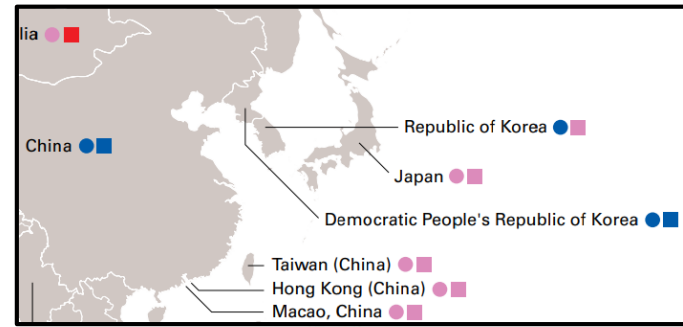 lia
Republic of Korea
China
Japan
Democratic People's Republic of Korea
Taiwan (China)
Hong Kong (China)
Macao, China